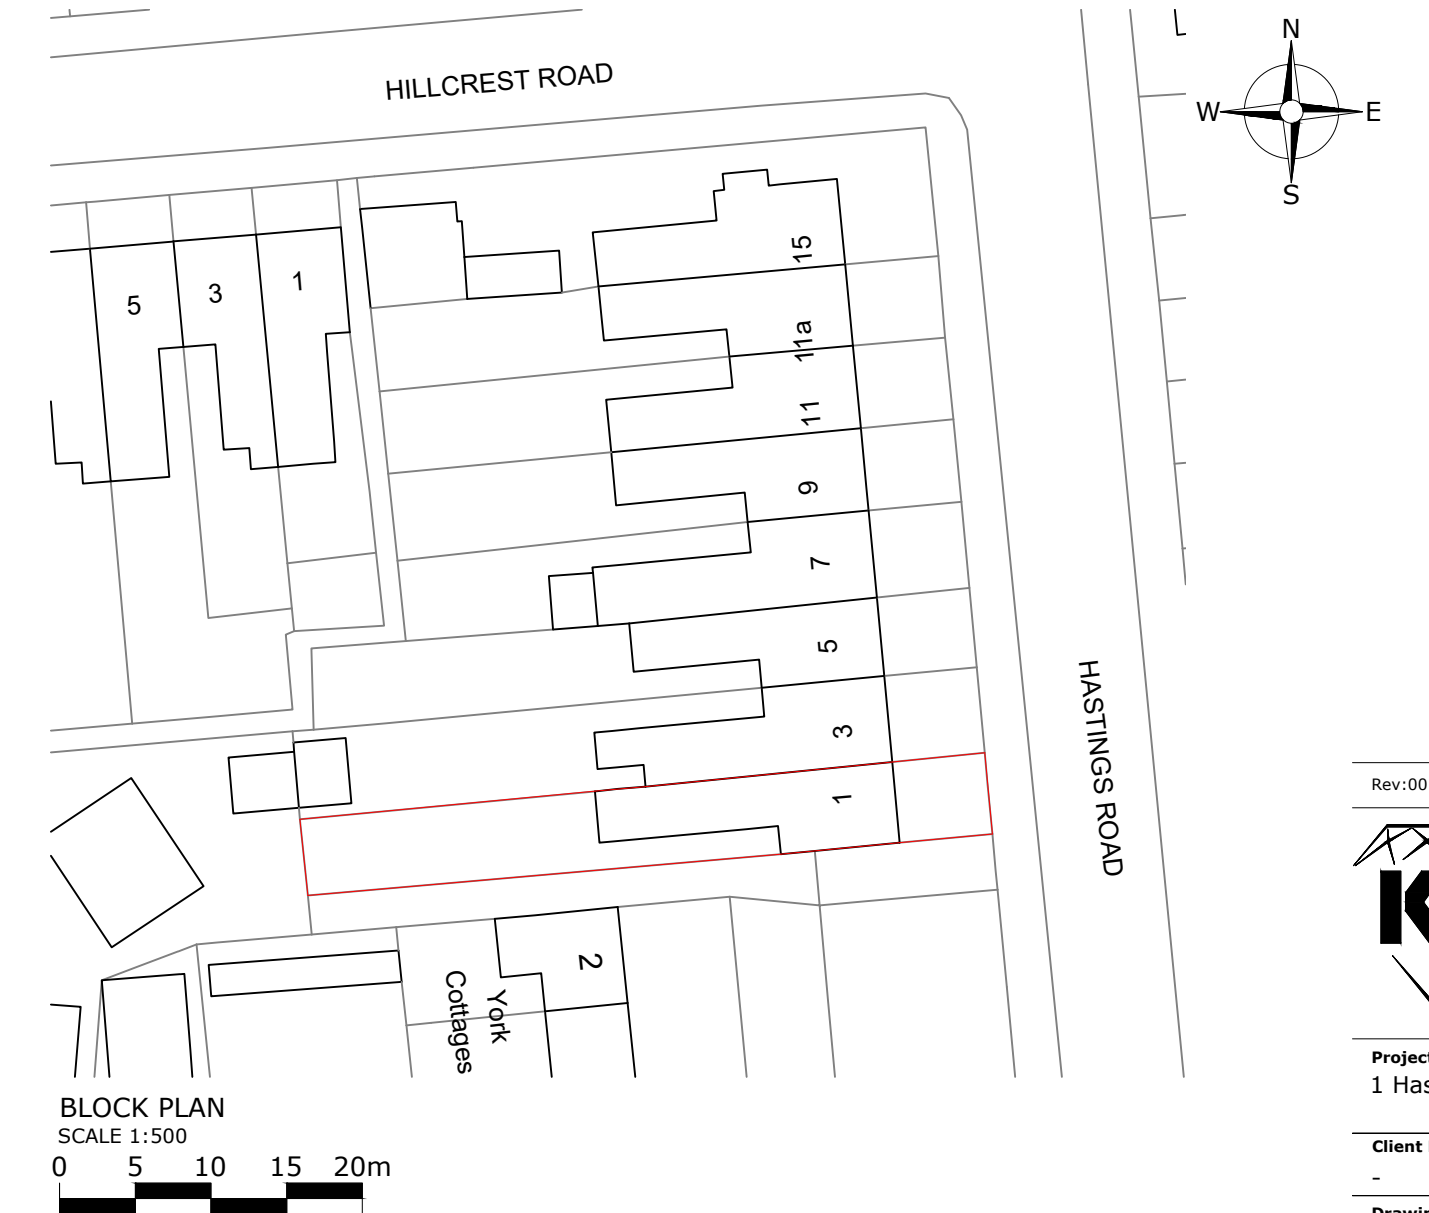 HILLCREST ROAD
N
W
E
S
15
5
3
1
11a
11
9
7
5
3
1
HASTINGS ROAD
2
York
Cottages
Rev:00
Project
1 Has
Client
-
BLOCK PLAN
SCALE 1:500
0 5 10 15 20m